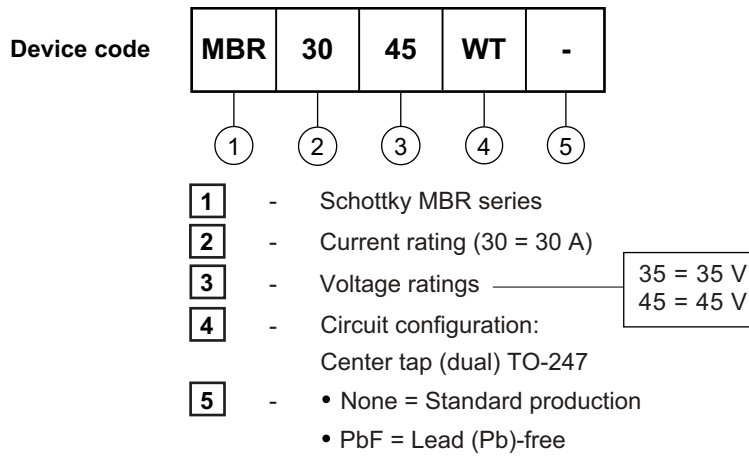 Device code MBR 30 45 WT -
1 2 3 4 5
1 - Schottky MBR series
2 - Current rating (30 = 30 A)
3 - Voltage ratings
35 = 35 V
45 = 45 V
4 - Circuit configuration:
Center tap (dual) TO-247
5 - • None = Standard production
• PbF = Lead (Pb)-free